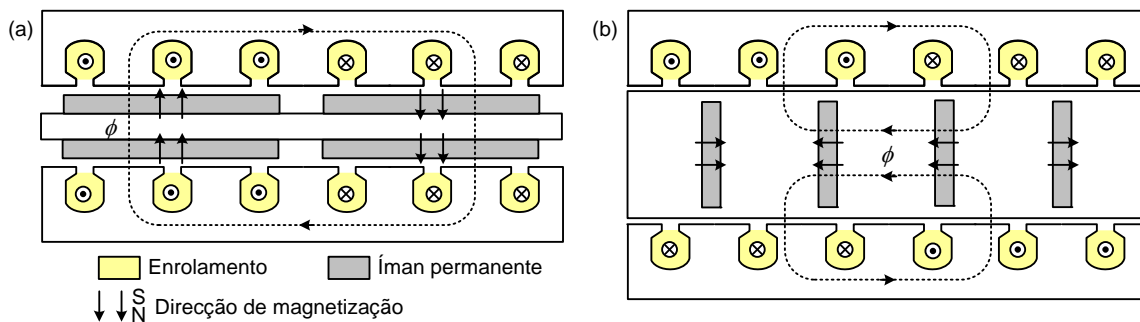 (a)
(b)
ϕ
ϕ
Enrolamento
Íman permanente
S
N
Direcção de magnetização